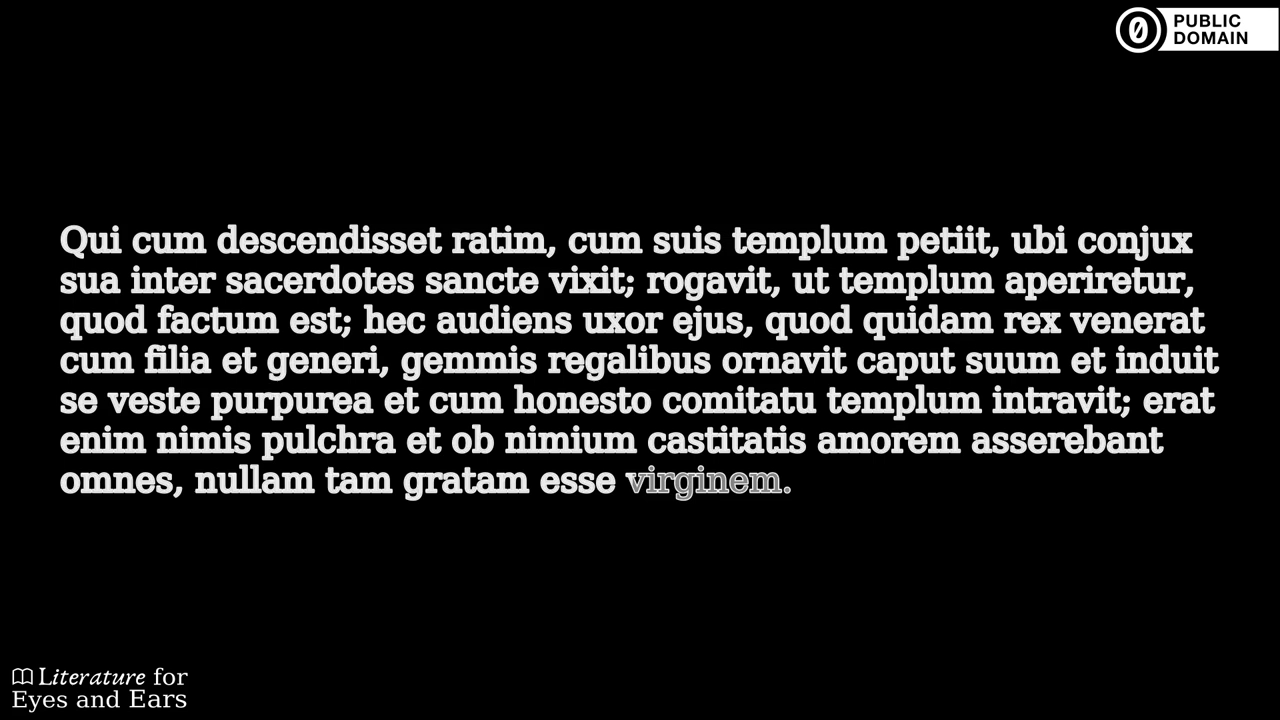 PUBLIC
DOMAIN
Qui cum descendisset ratim, cum suis templum petiit, ubi conjux
sua inter sacerdotes sancte vixit; rogavit, ut templum aperiretur,
quod factum est; hec audiens uxor ejus, quod quidam rex venerat
cum filia et generi, gemmis regalibus ornavit caput suum et induit
se veste purpurea et cum honesto comitatu templum intravit; erat
enim nimis pulchra et ob nimium castitatis amorem asserebant
omnes, nullam tam gratam esse virginem.
Literature for
Eyes and Ears